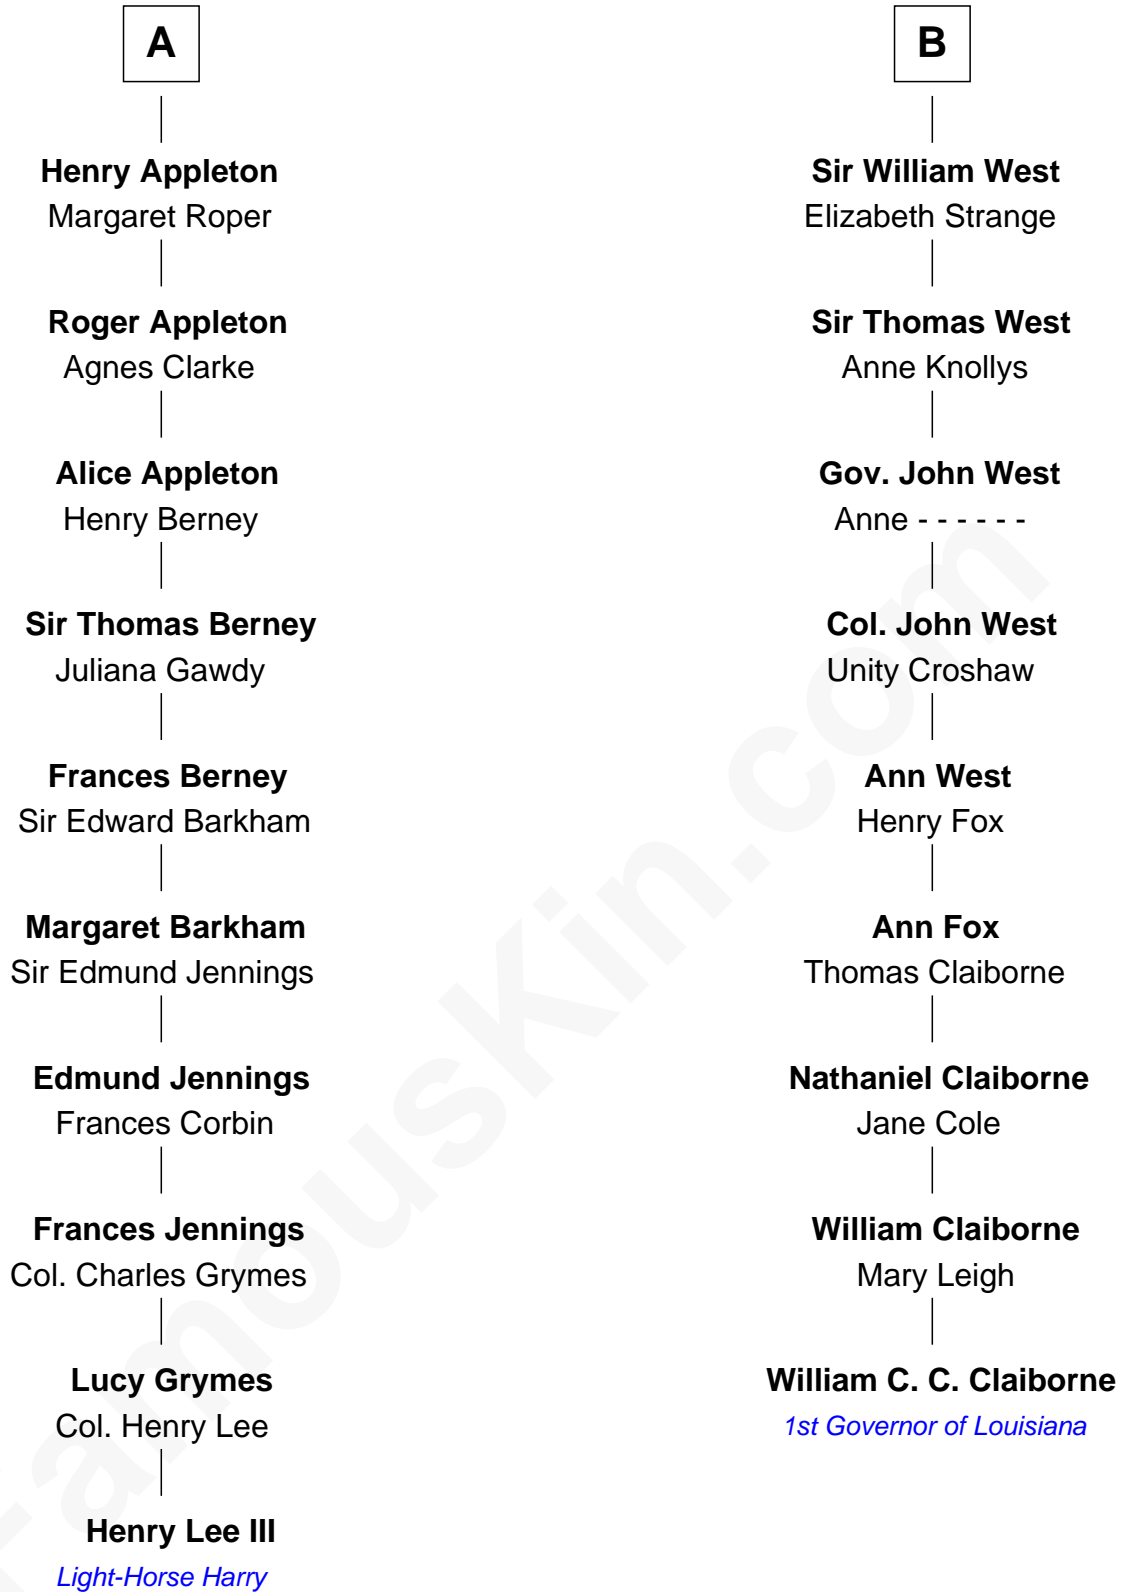 A
Henry Appleton
Margaret Roper
Roger Appleton
Agnes Clarke
Alice Appleton
Henry Berney
Sir Thomas Berney
Juliana Gawdy
Frances Berney
Sir Edward Barkham
Margaret Barkham
Sir Edmund Jennings
Edmund Jennings
Frances Corbin
Frances Jennings
Col. Charles Grymes
Lucy Grymes
Col. Henry Lee
Henry Lee III
Light-Horse Harry
B
Sir William West
Elizabeth Strange
Sir Thomas West
Anne Knollys
Gov. John West
Anne - - - - - -
Col. John West
Unity Croshaw
Ann West
Henry Fox
Ann Fox
Thomas Claiborne
Nathaniel Claiborne
Jane Cole
William Claiborne
Mary Leigh
William C. C. Claiborne
1st Governor of Louisiana
FamousKin.com